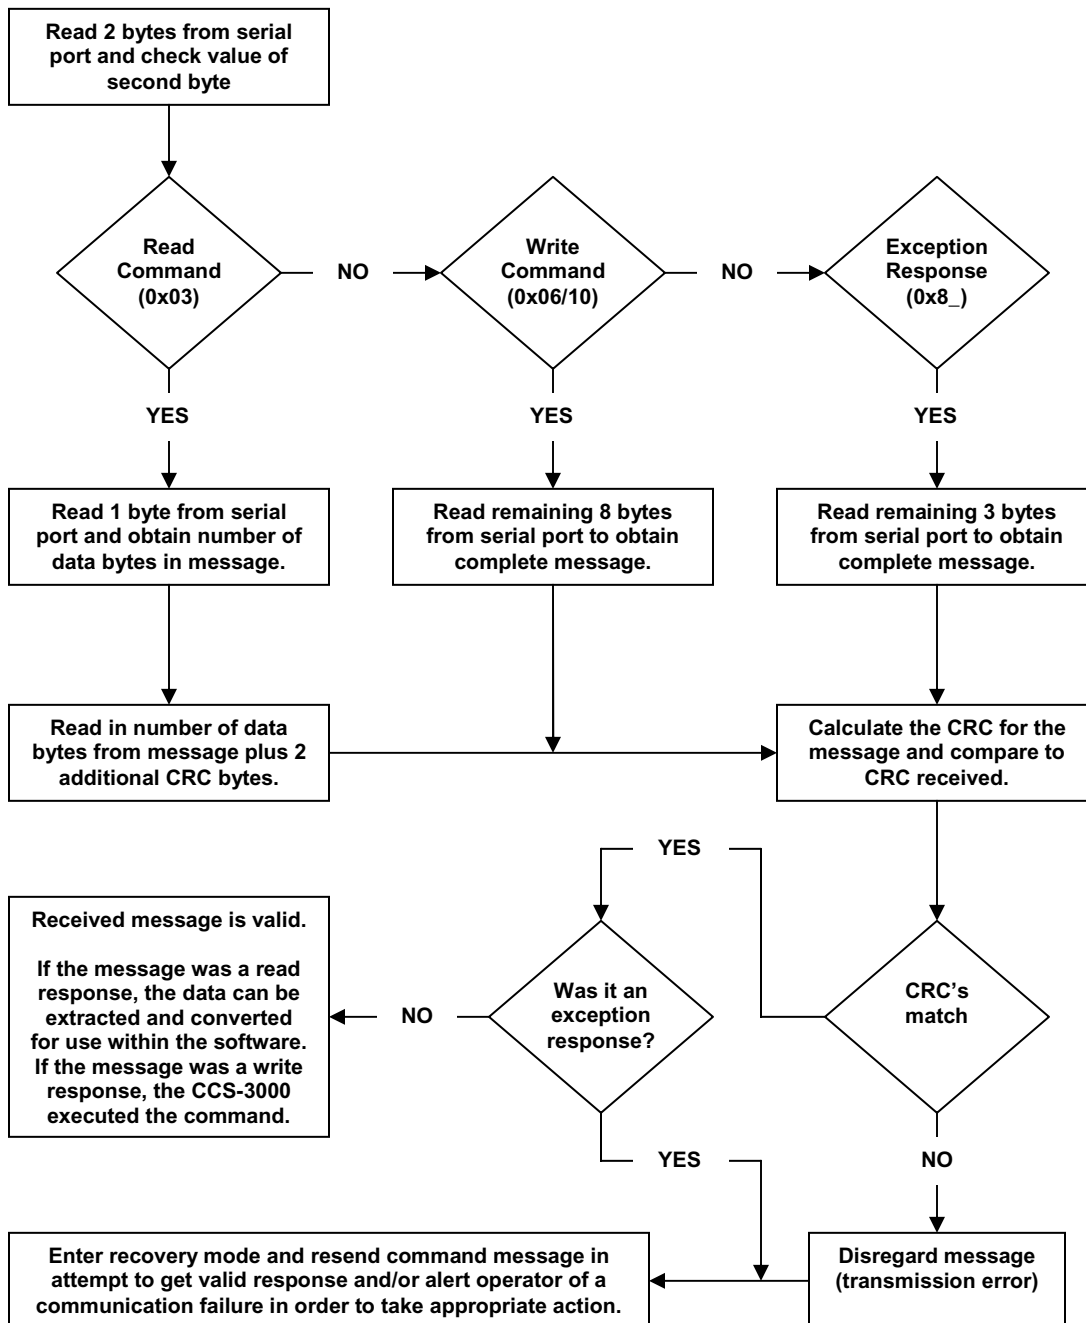 Read 2 bytes from serial
port and check value of
second byte
Read
Command
(0x03)
NO
Write
Command
(0x06/10)
NO
Exception
Response
(0x8_)
YES
YES
YES
Read 1 byte from serial
port and obtain number of
data bytes in message.
Read remaining 8 bytes
from serial port to obtain
complete message.
Read remaining 3 bytes
from serial port to obtain
complete message.
Read in number of data
bytes from message plus 2
additional CRC bytes.
Calculate the CRC for the
message and compare to
CRC received.
YES
Received message is valid.
If the message was a read
response, the data can be
extracted and converted
for use within the software.
If the message was a write
response, the CCS-3000
executed the command.
NO
Was it an
exception
response?
CRC's
match
YES
NO
Enter recovery mode and resend command message in
attempt to get valid response and/or alert operator of a
communication failure in order to take appropriate action.
Disregard message
(transmission error)